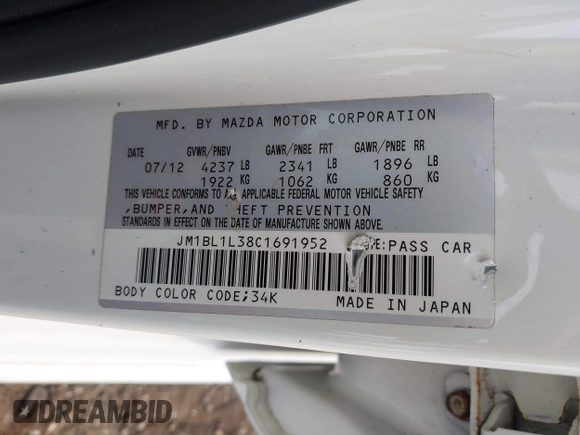 MFD. BY MAZDA MOTOR CORPORATION
DATE GVWR/PNBV GAWR/PNBE FRT GAWR/PNBE RR
07/12 4237 LB 2341 LB 1896 LB
1922 KG 1062 KG 860 KG
THIS VEHICLE CONFORMS TO APPLICABLE FEDERAL MOTOR VEHICLE SAFETY
,BUMPER,AND THEFT PREVENTION
STANDARDS IN EFFECT ON THE DATE OF MANUFACTURE SHOWN ABOVE.
JM1BL1L38C1691952 :PASS CAR
BODY COLOR CODE;34K MADE IN JAPAN
DREAMBID